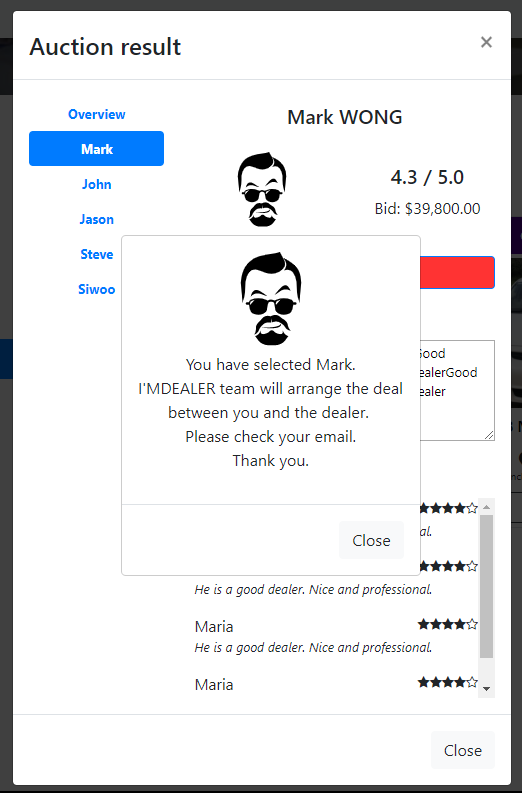 Auction result
×
Overview
Mark
John
Jason
Steve
Siwoo
Mark WONG
4.3 / 5.0
Bid: $39,800.00
Good
ealerGood
ealer
You have selected Mark.
I'MDEALER team will arrange the deal
between you and the dealer.
Please check your email.
Thank you.
Close
★★★★☆
al.
★★★★☆
He is a good dealer. Nice and professional.
Maria ★★★★☆
He is a good dealer. Nice and professional.
Maria ★★★★☆
Close